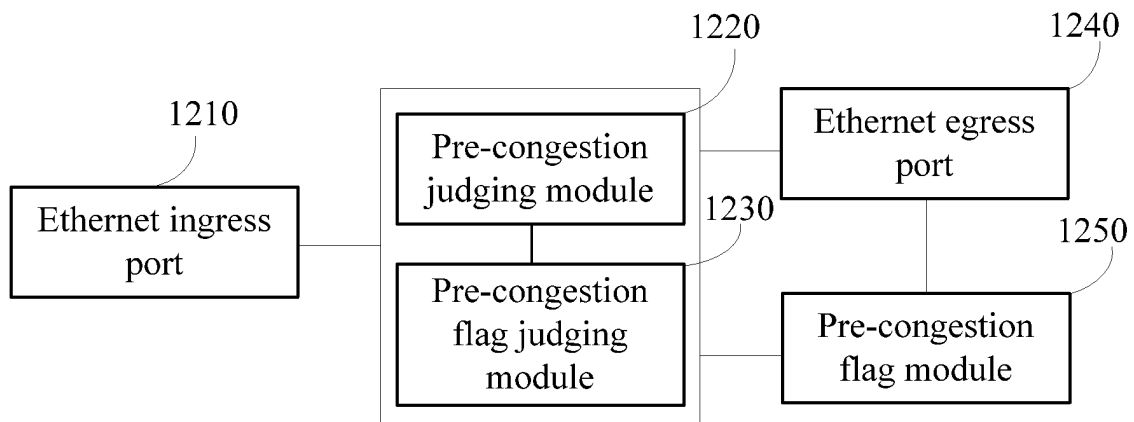 1210
Ethernet ingress
port
1220
Pre-congestion
judging module
1230
Pre-congestion
flag judging
module
1240
Ethernet egress
port
1250
Pre-congestion
flag module